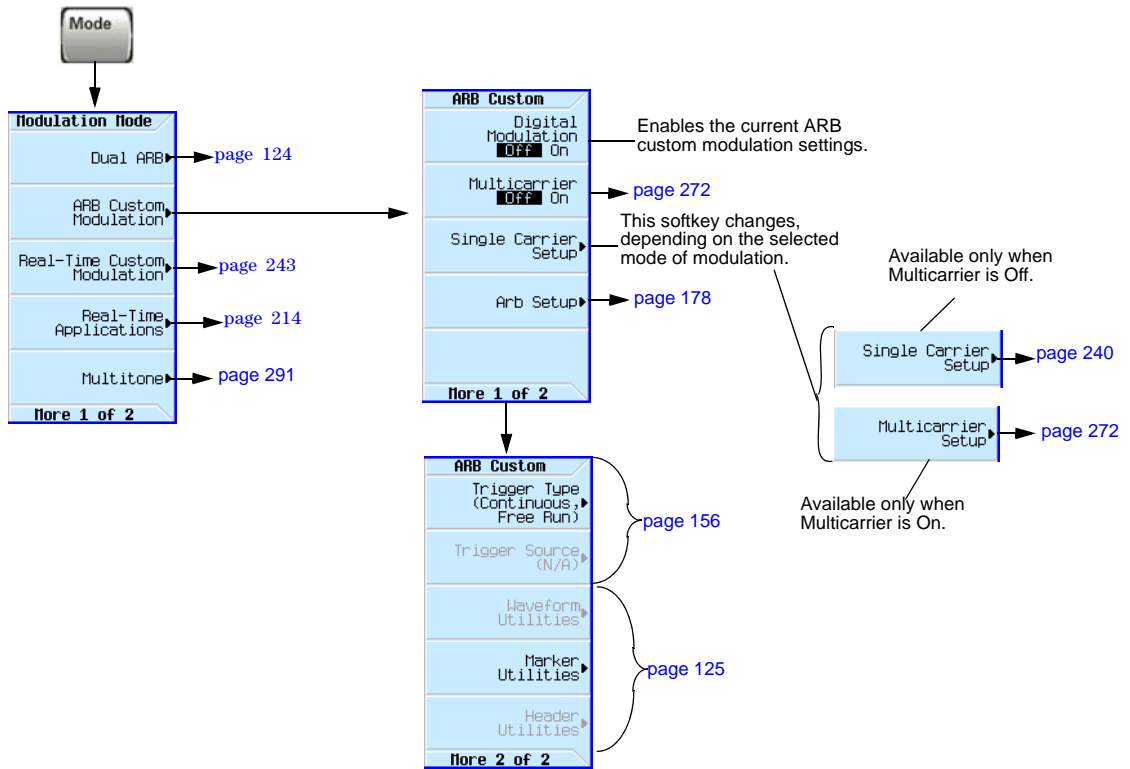 Mode
Modulation Mode
Dual ARB
page 124
ARB Custom
Modulation
Real-Time Custom
Modulation
page 243
Real-Time
Applications
page 214
Multitone
page 291
More 1 of 2
ARB Custom
Digital
Modulation
Off On
Enables the current ARB
custom modulation settings.
Multicarrier
Off On
page 272
Single Carrier
Setup
This softkey changes,
depending on the selected
mode of modulation.
Arb Setup
page 178
More 1 of 2
Available only when
Multicarrier is Off.
Single Carrier
Setup
page 240
Multicarrier
Setup
page 272
Available only when
Multicarrier is On.
ARB Custom
Trigger Type
(Continuous,
Free Run)
Trigger Source
(N/A)
page 156
Waveform
Utilities
Marker
Utilities
Header
Utilities
page 125
More 2 of 2